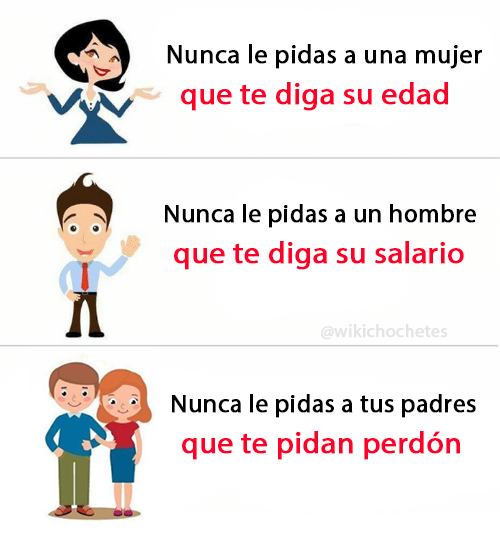 Nunca le pidas a una mujer
que te diga su edad
Nunca le pidas a un hombre
que te diga su salario
@wikichochetes
Nunca le pidas a tus padres
que te pidan perdón